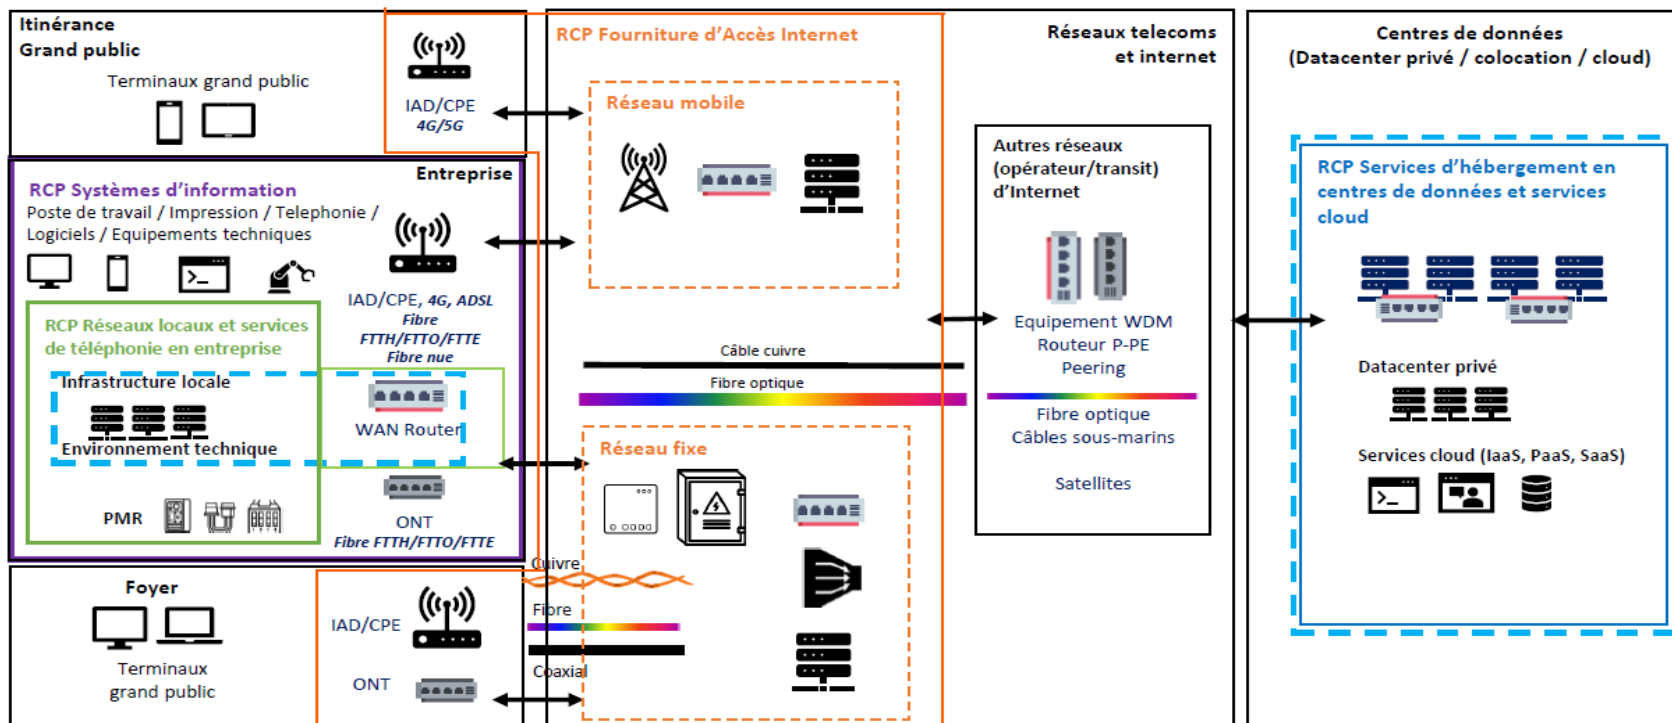 Itinérance
Grand public
Terminaux grand public
IAD/CPE
4G/5G
Entreprise
RCP Systèmes d'information
Poste de travail / Impression / Telephonie /
Logiciels / Equipements techniques
IAD/CPE, 4G, ADSL
Fibre
FTTH/FTTO/FTTE
Fibre nue
RCP Réseaux locaux et services
de téléphonie en entreprise
Infrastructure locale
Environnement technique
WAN Router
PMR
ONT
Fibre FTTH/FTTO/FTTE
Foyer
Terminaux
grand public
IAD/CPE
ONT
RCP Fourniture d'Accès Internet
Réseaux telecoms
et internet
Réseau mobile
Câble cuivre
Fibre optique
Réseau fixe
Cuivre
Fibre
Coaxial
Autres réseaux
(opérateur/transit)
d'Internet
Equipement WDM
Routeur P-PE
Peering
Fibre optique
Câbles sous-marins
Satellites
Centres de données
(Datacenter privé / colocation / cloud)
RCP Services d'hébergement en
centres de données et services
cloud
Datacenter privé
Services cloud (IaaS, PaaS, SaaS)